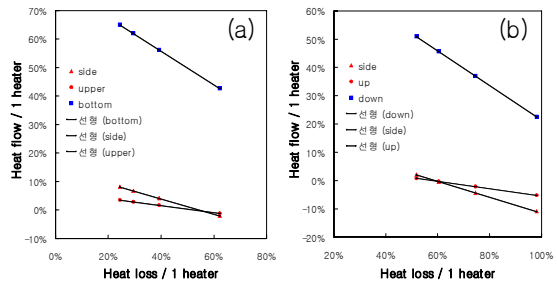 (a)
Heat flow / 1 heater
70%
60%
50%
40%
30%
20%
10%
0%
-10%
side
upper
bottom
선형 (bottom)
선형 (side)
선형 (upper)
0% 20% 40% 60% 80%
Heat loss / 1 heater
(b)
Heat flow / 1 heater
60%
50%
40%
30%
20%
10%
0%
-10%
-20%
side
up
down
선형 (down)
선형 (side)
선형 (up)
20% 40% 60% 80% 100%
Heat loss / 1 heater